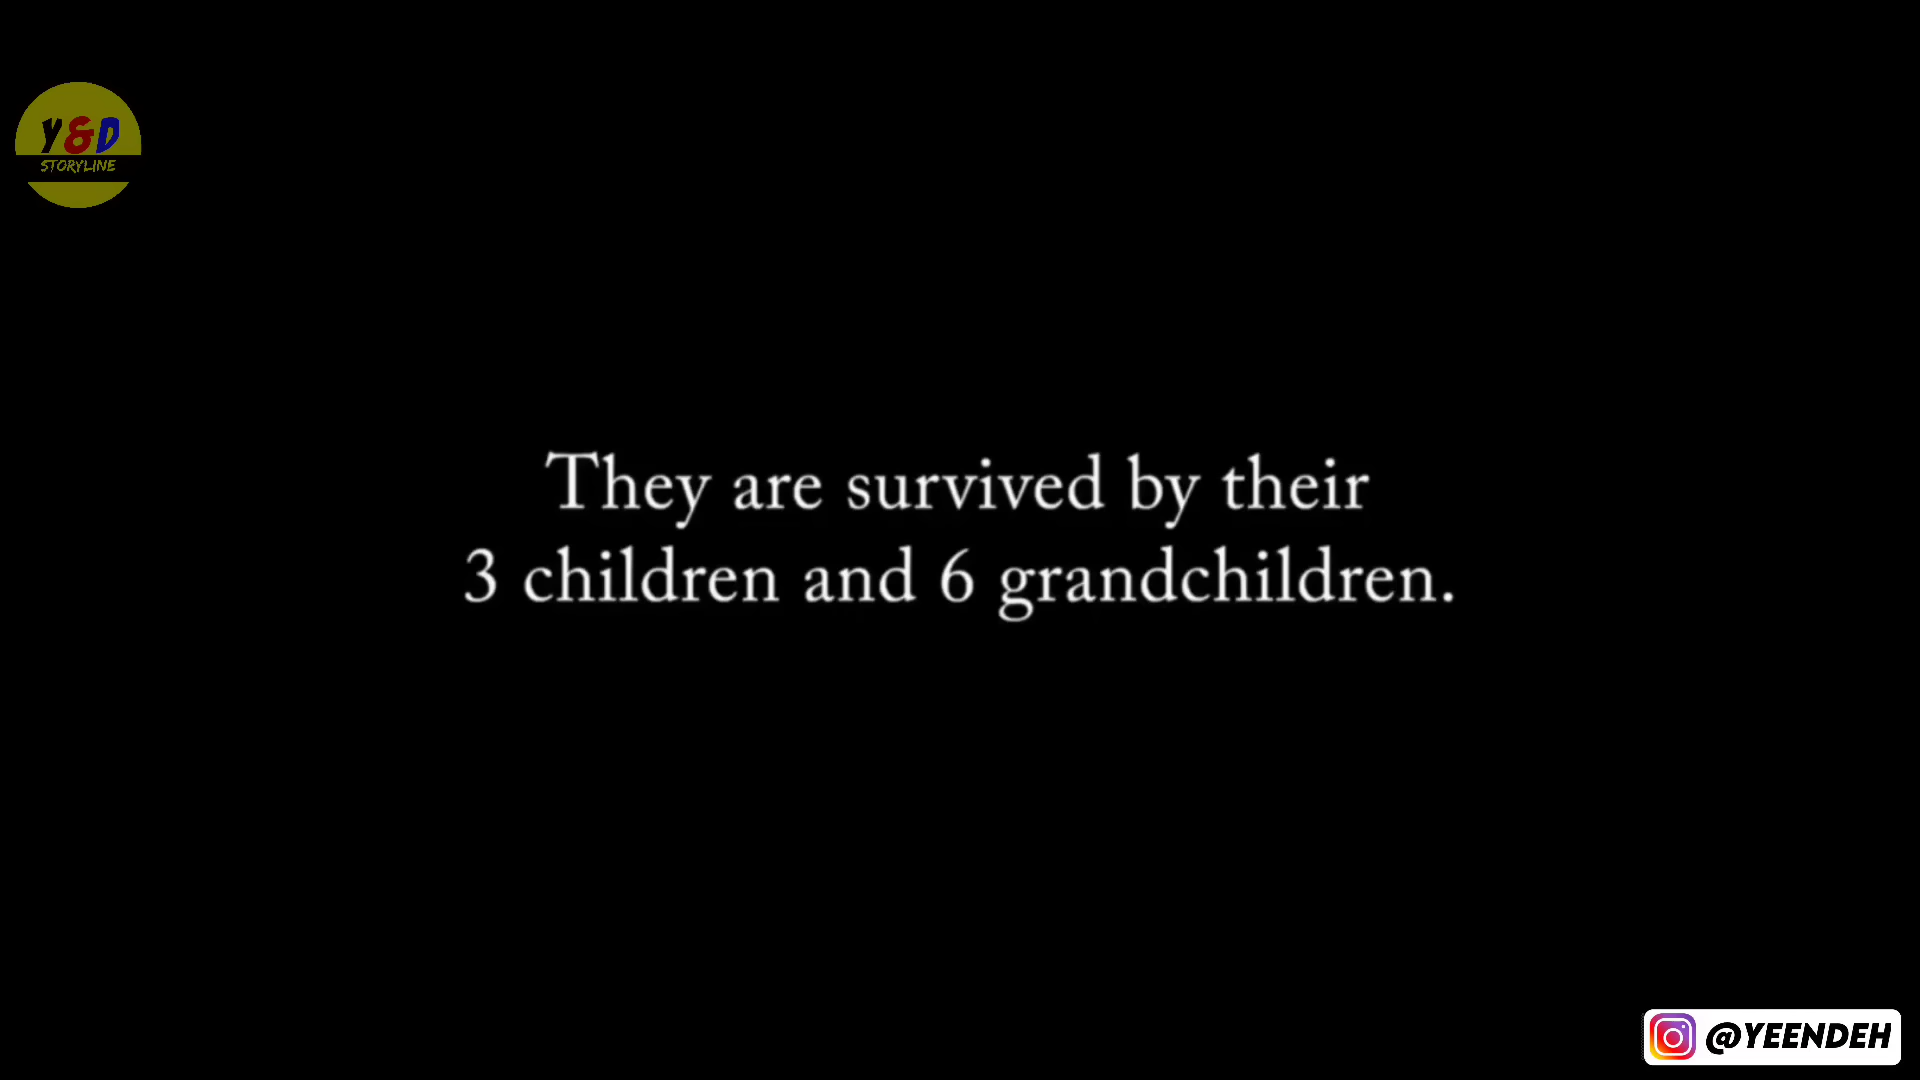 Y&D
STORYLINE
They are survived by their
3 children and 6 grandchildren.
@YEENDEH